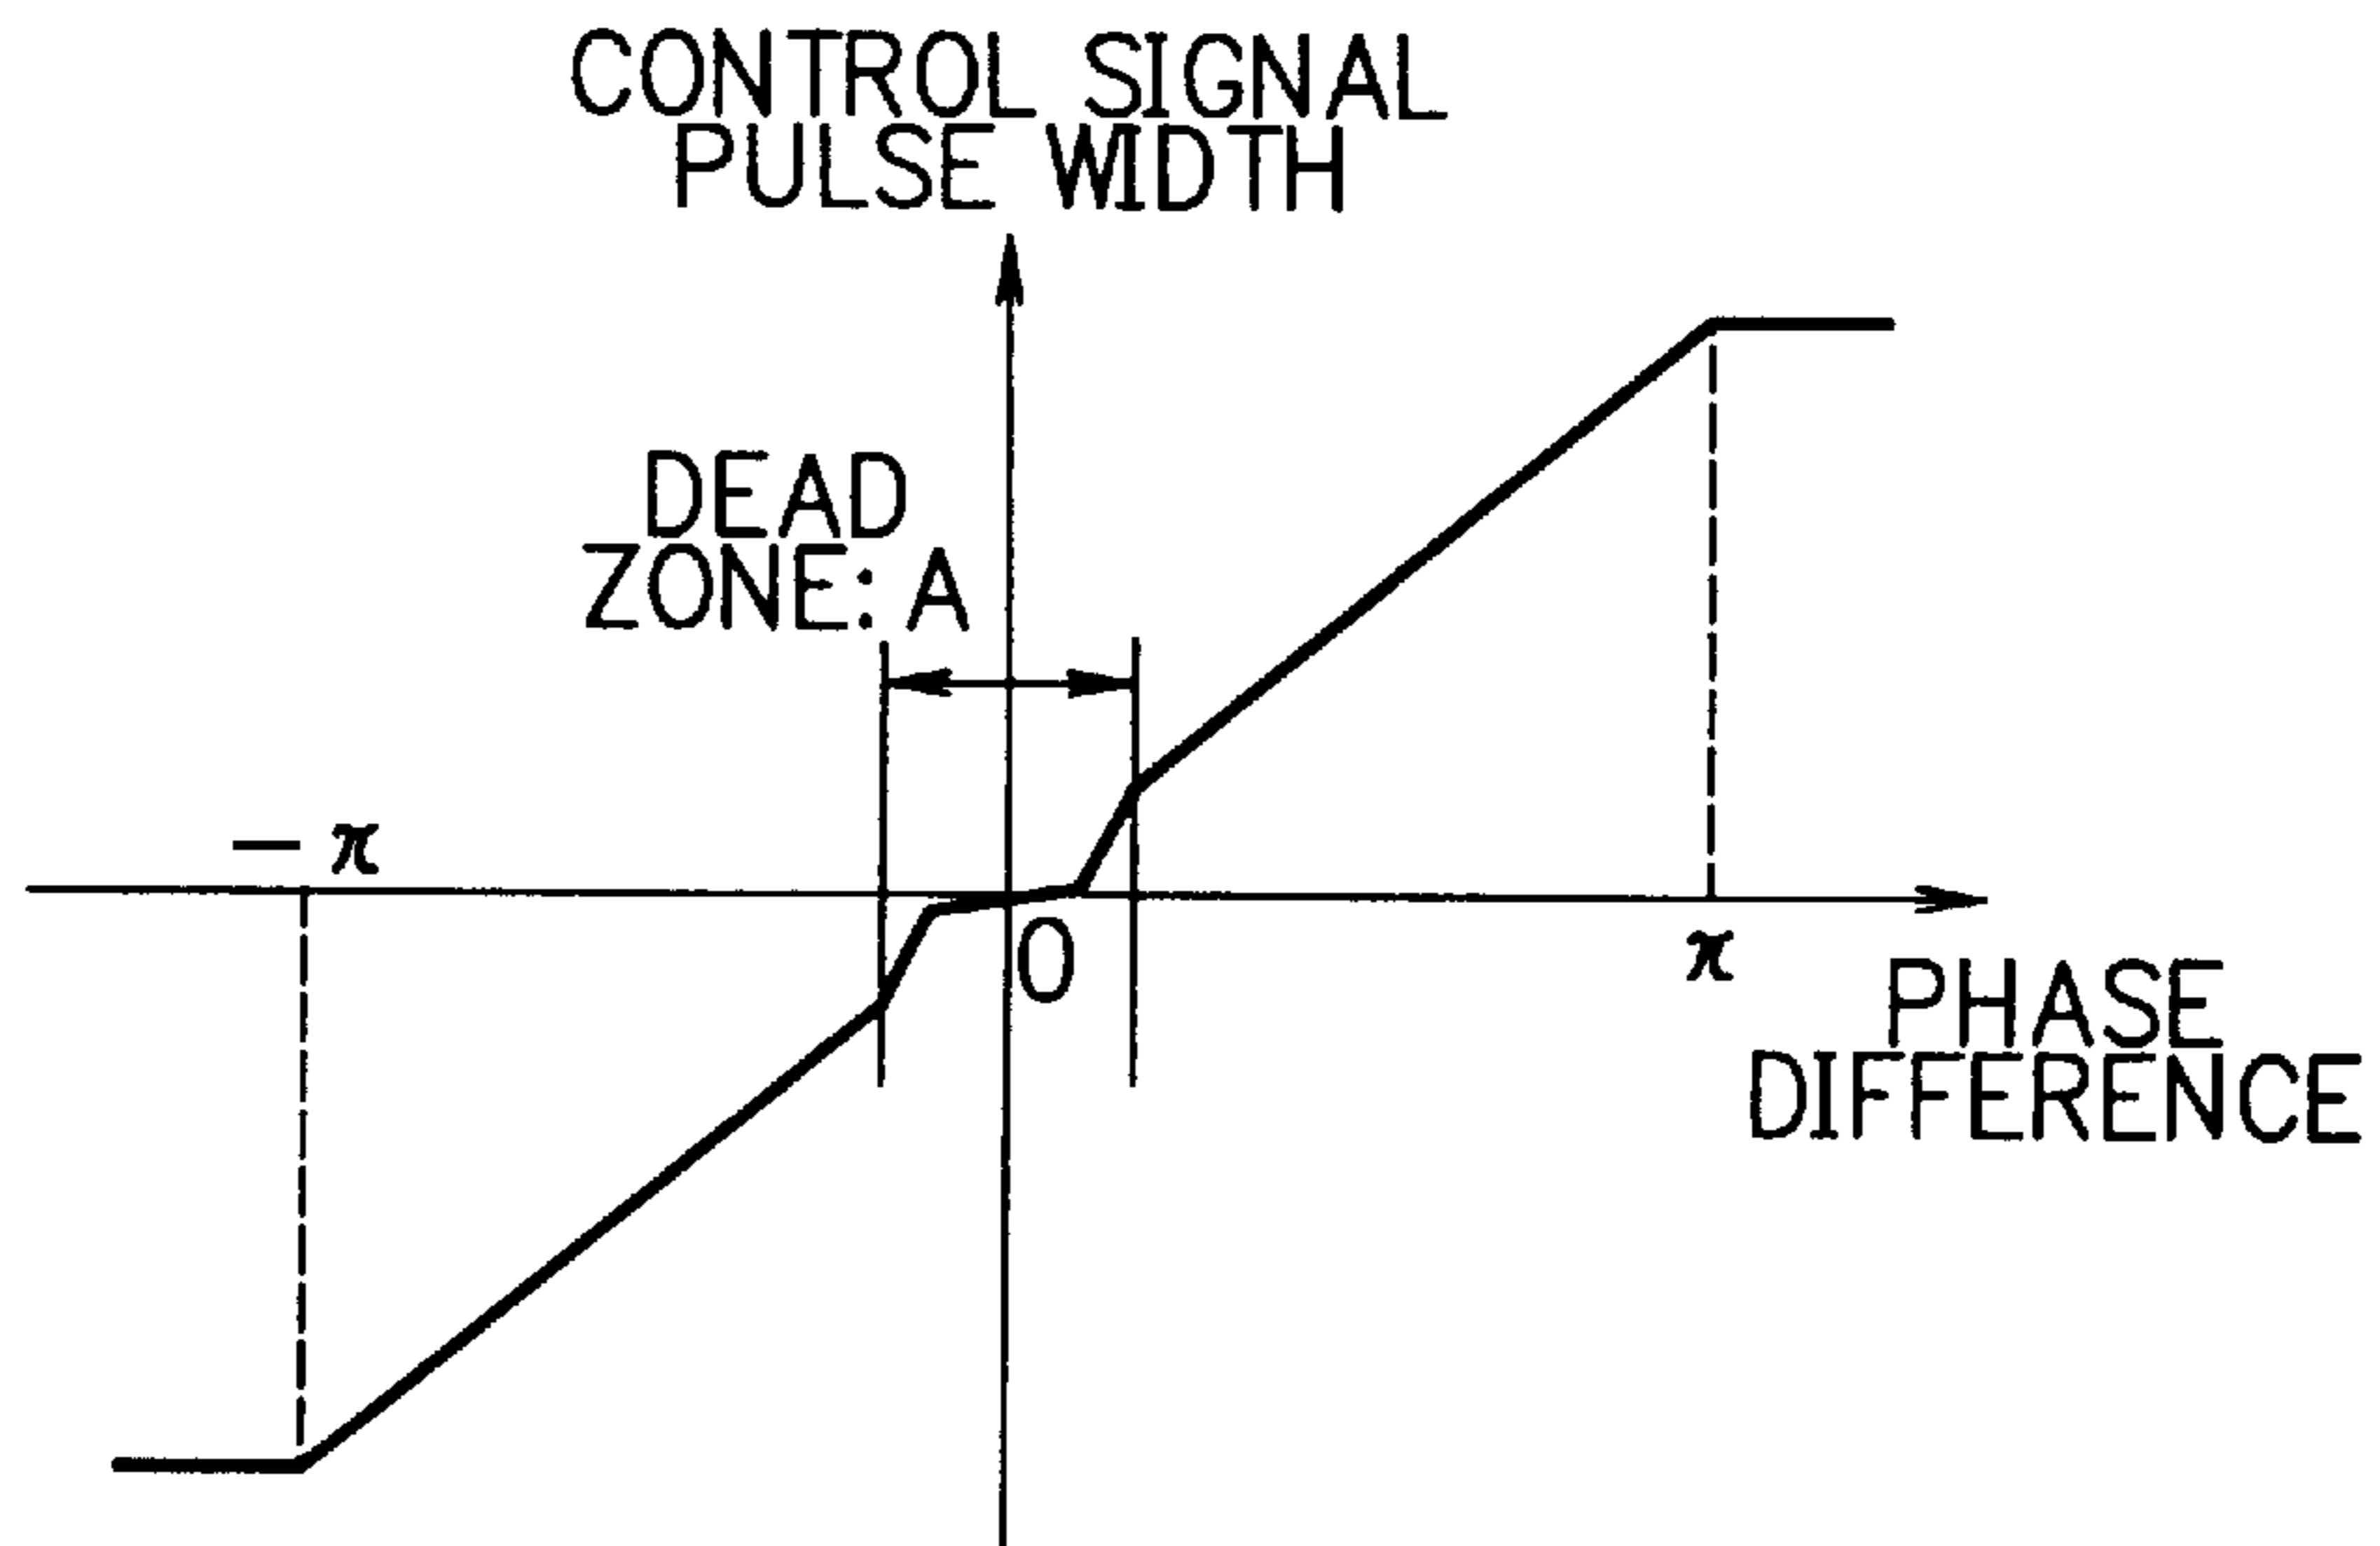 CONTROL SIGNAL
PULSE WIDTH
DEAD
ZONE: A
− π
0
π
PHASE
DIFFERENCE